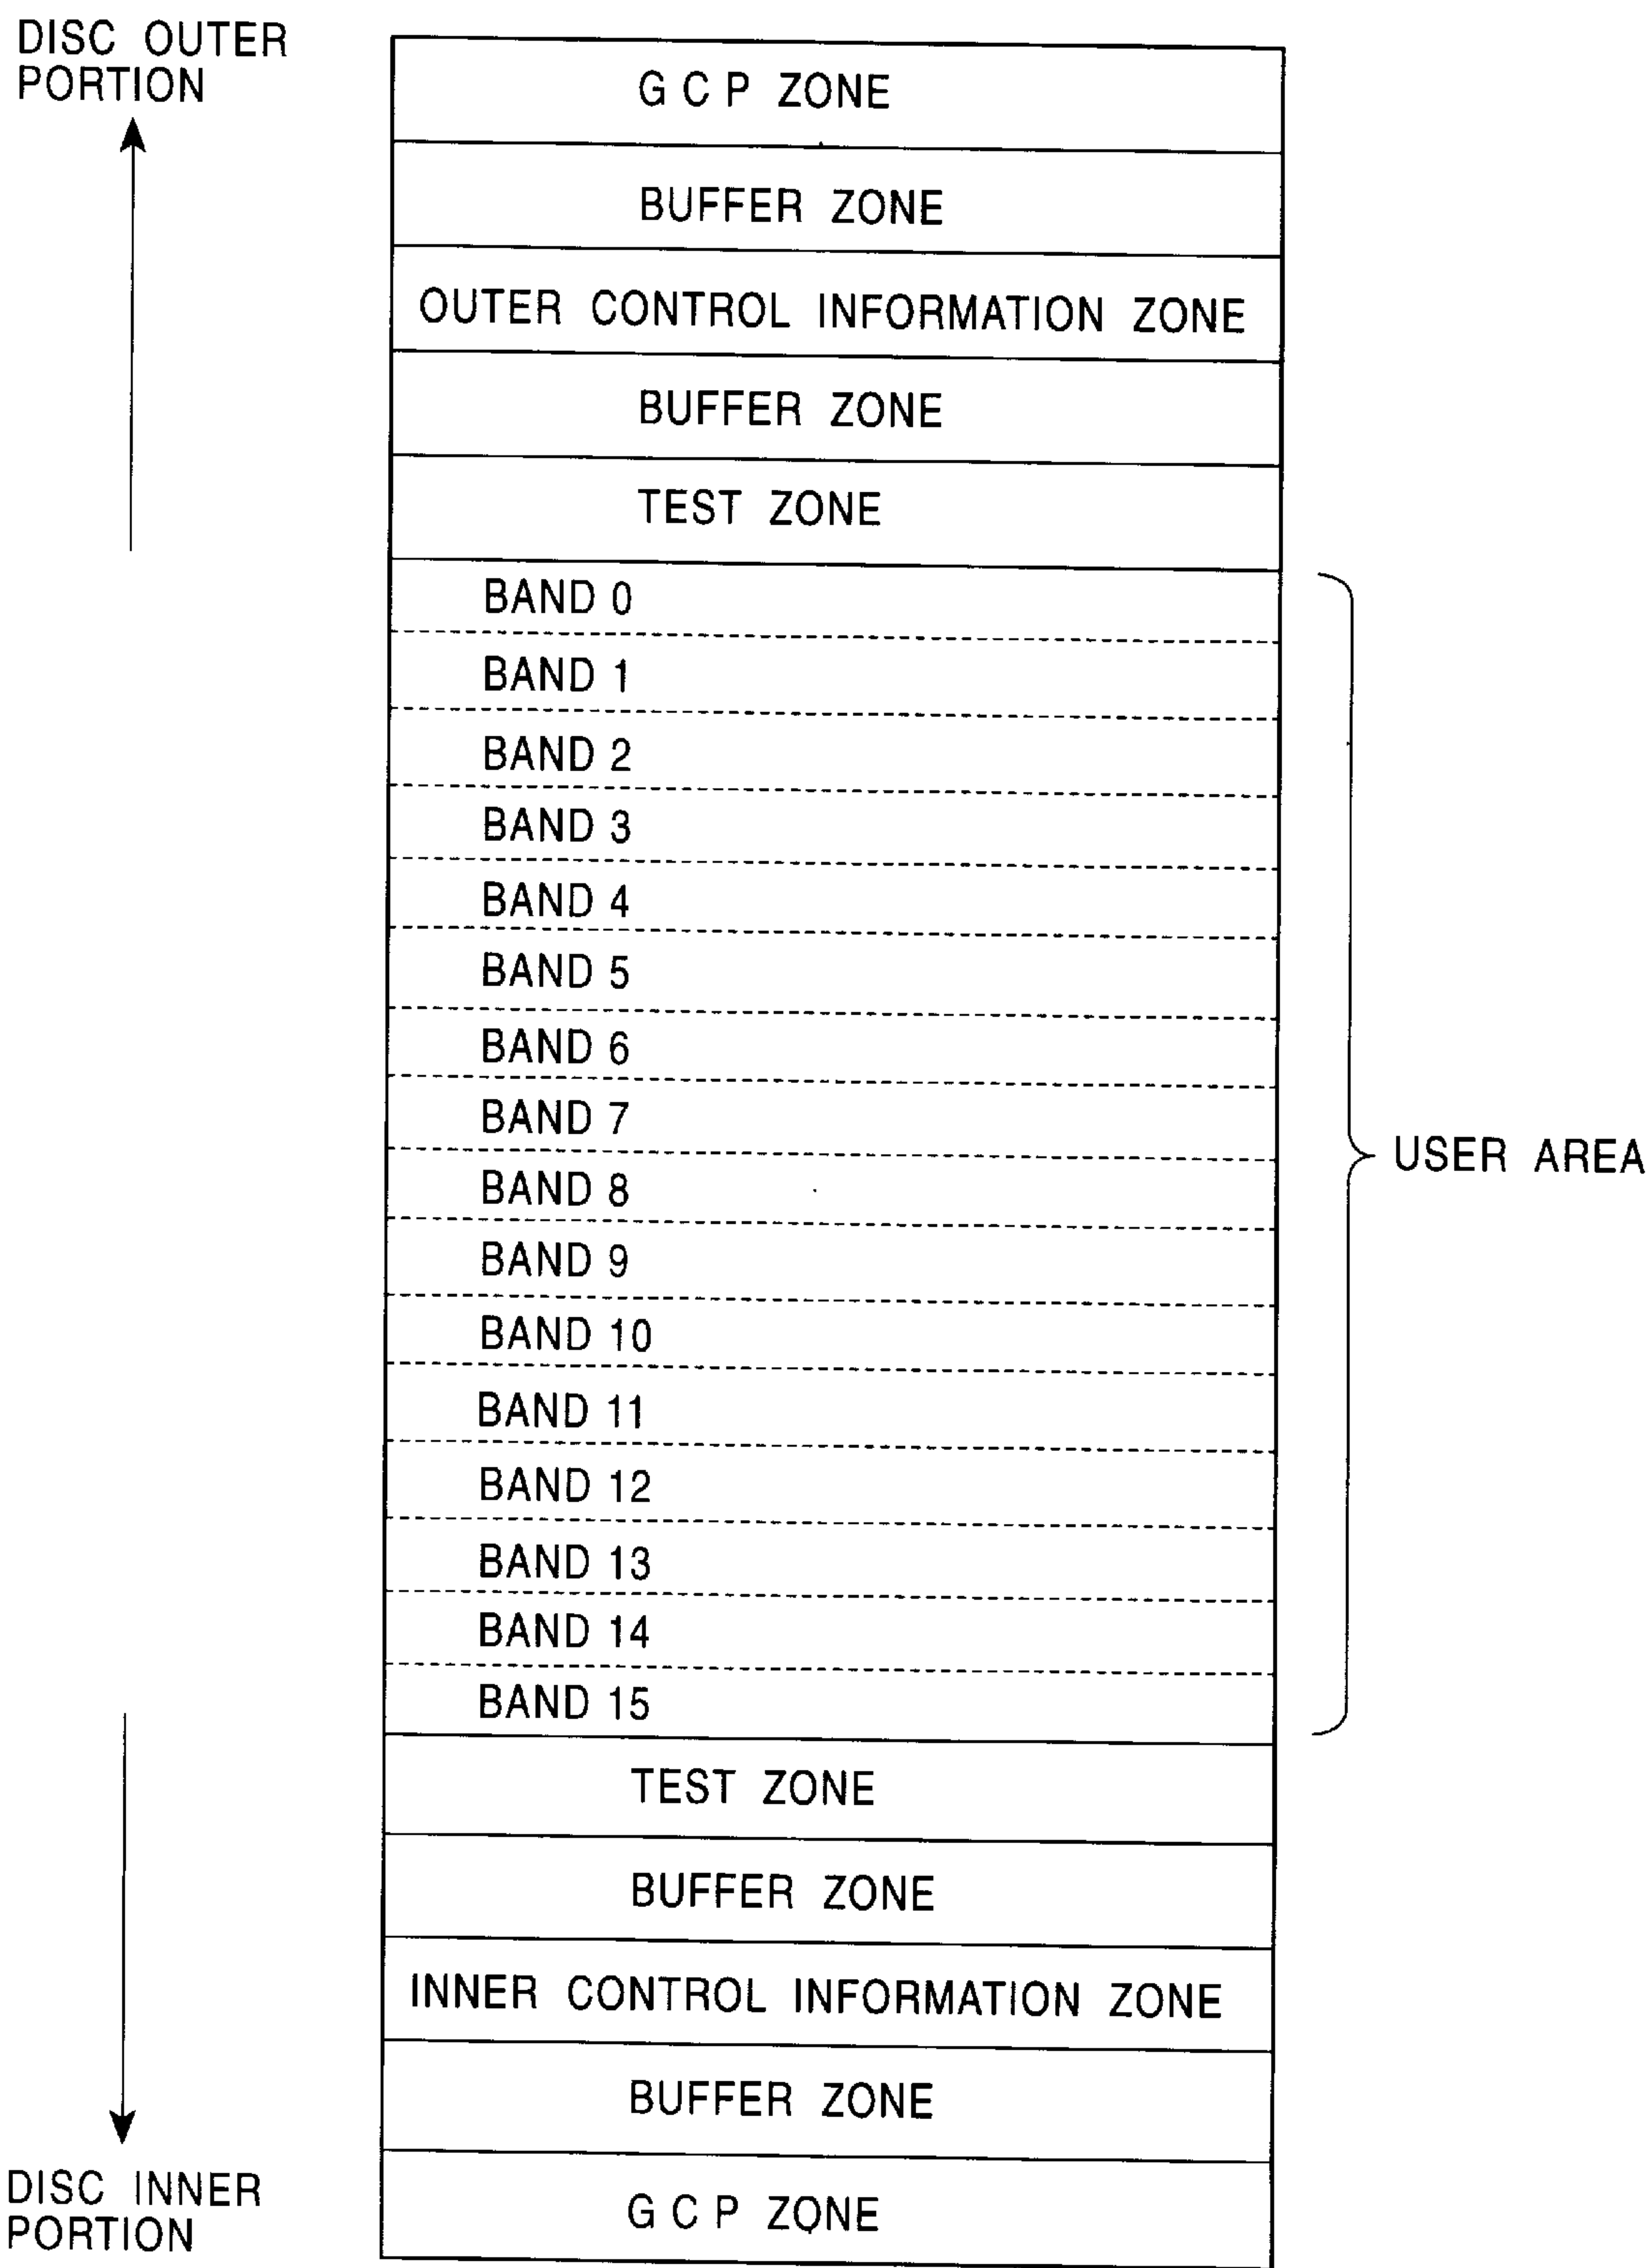 DISC OUTER
PORTION
G C P ZONE
BUFFER ZONE
OUTER CONTROL INFORMATION ZONE
BUFFER ZONE
TEST ZONE
BAND 0
BAND 1
BAND 2
BAND 3
BAND 4
BAND 5
BAND 6
BAND 7
USER AREA
BAND 8
BAND 9
BAND 10
BAND 11
BAND 12
BAND 13
BAND 14
BAND 15
TEST ZONE
BUFFER ZONE
INNER CONTROL INFORMATION ZONE
BUFFER ZONE
DISC INNER
PORTION
G C P ZONE